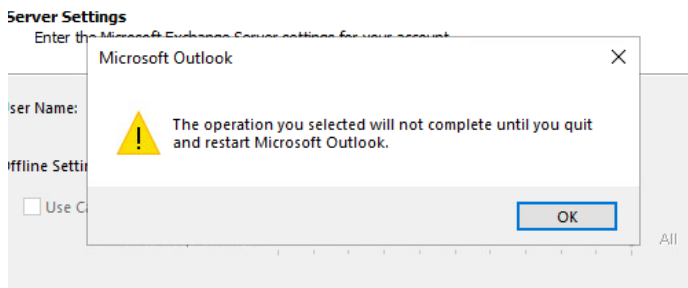 Server Settings
Enter the Microsoft Exchange Server settings for your account.
Microsoft Outlook
User Name:
The operation you selected will not complete until you quit
and restart Microsoft Outlook.
Offline
Use
OK
All